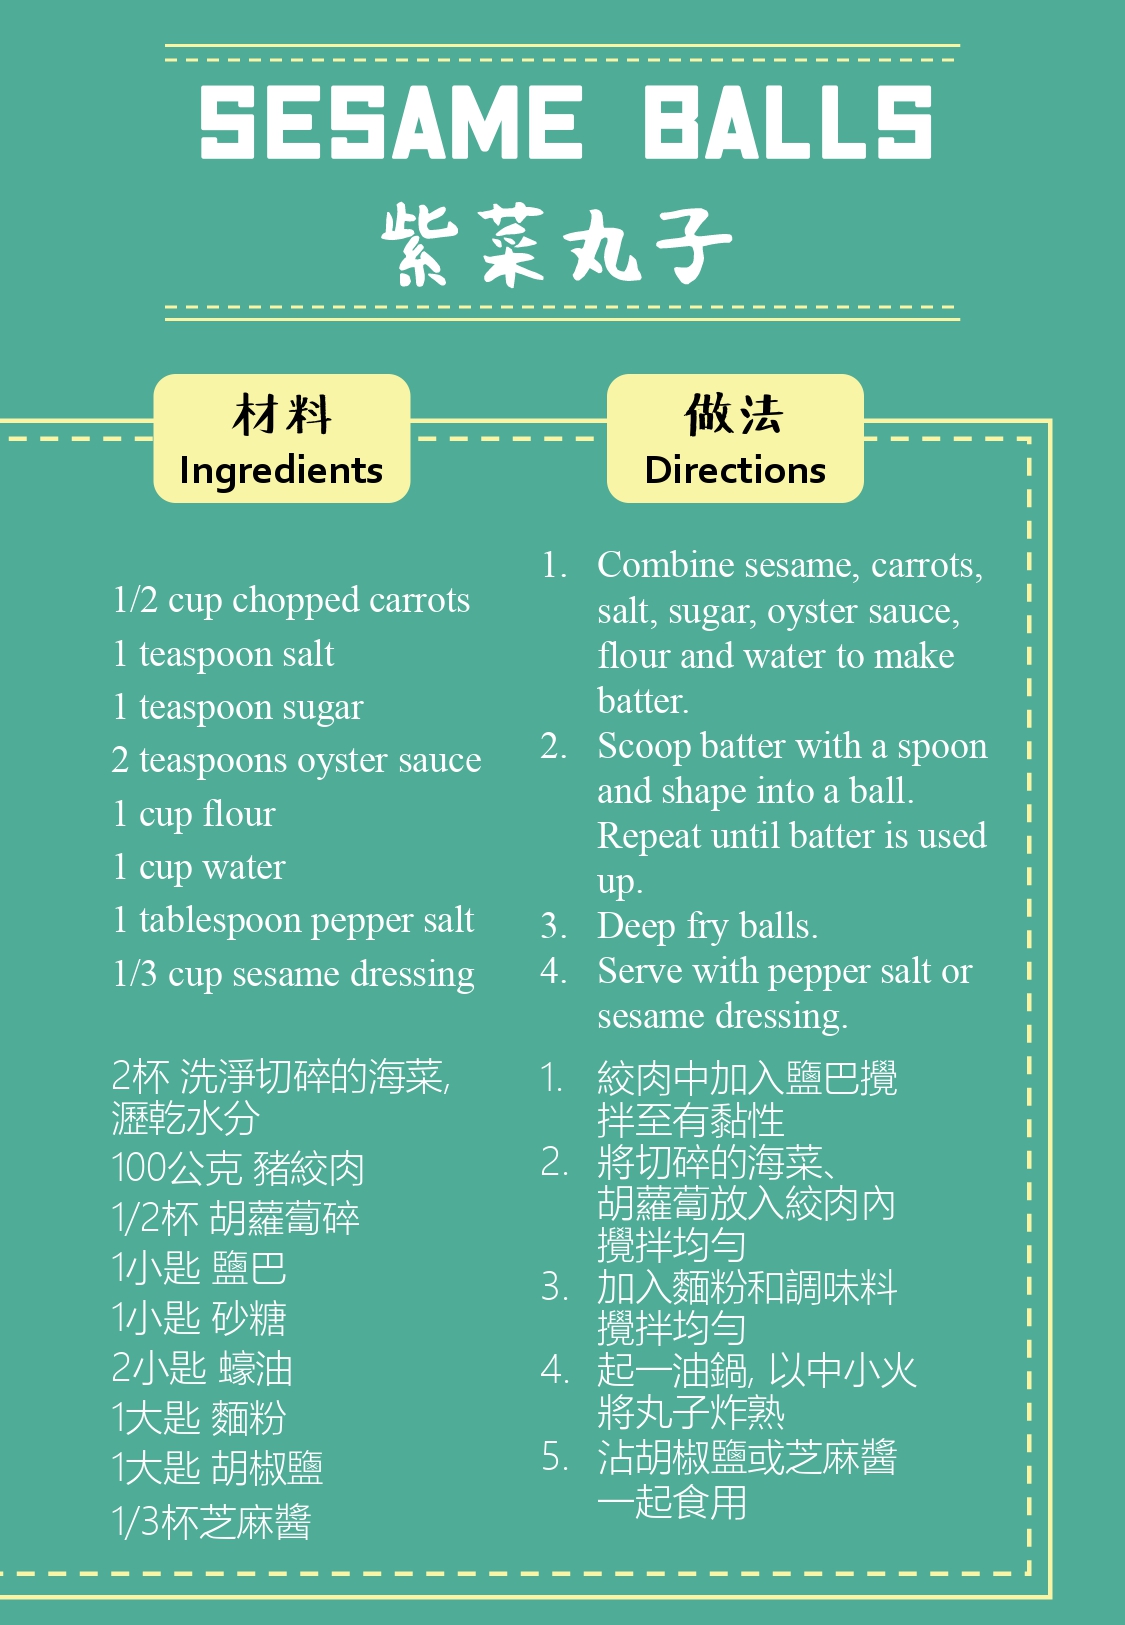 SESAME BALLS
紫菜丸子
材料
Ingredients
1/2 cup chopped carrots
1 teaspoon salt
1 teaspoon sugar
2 teaspoons oyster sauce
1 cup flour
1 cup water
1 tablespoon pepper salt
1/3 cup sesame dressing
2杯 洗淨切碎的海菜,
瀝乾水分
100公克 豬絞肉
1/2杯 胡蘿蔔碎
1小匙 鹽巴
1小匙 砂糖
2小匙 蠔油
1大匙 麵粉
1大匙 胡椒鹽
1/3杯芝麻醬
做法
Directions
1. Combine sesame, carrots,
salt, sugar, oyster sauce,
flour and water to make
batter.
2. Scoop batter with a spoon
and shape into a ball.
Repeat until batter is used
up.
3. Deep fry balls.
4. Serve with pepper salt or
sesame dressing.
1. 絞肉中加入鹽巴攪
拌至有黏性
2. 將切碎的海菜、
胡蘿蔔放入絞肉內
攪拌均勻
3. 加入麵粉和調味料
攪拌均勻
4. 起一油鍋, 以中小火
將丸子炸熟
5. 沾胡椒鹽或芝麻醬
一起食用